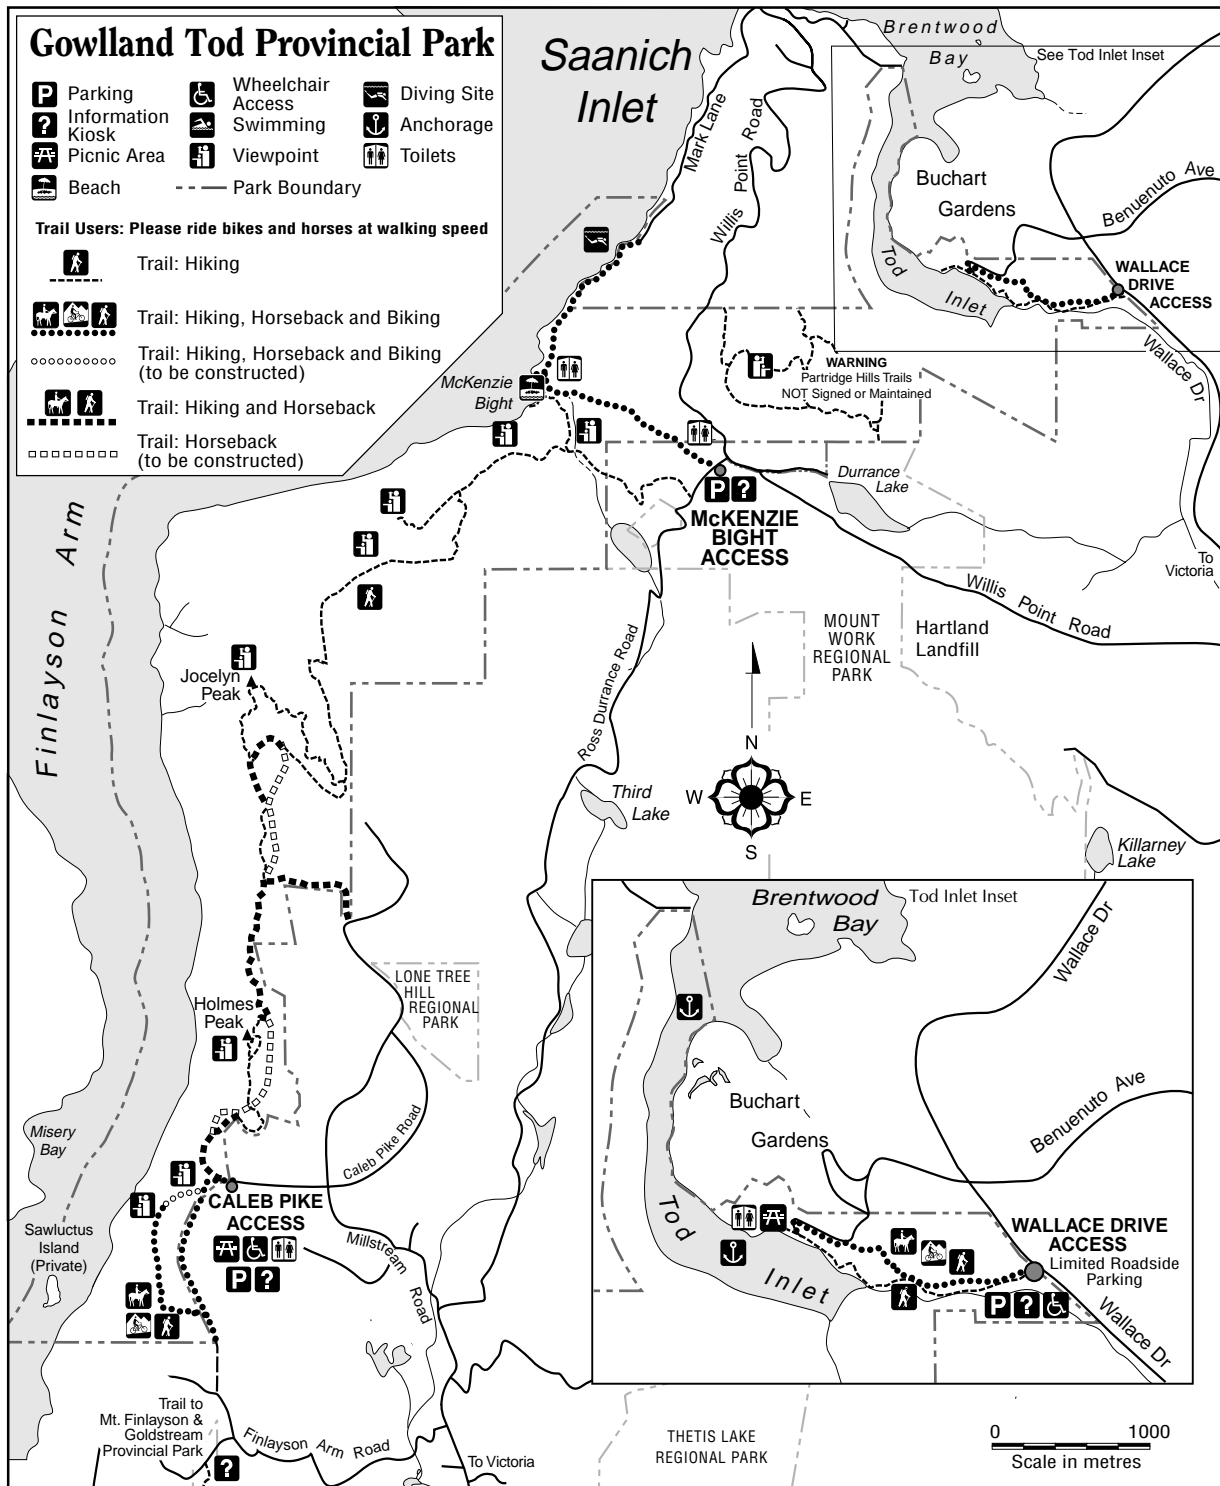 Gowlland Tod Provincial Park
P Parking
Wheelchair
Access
Diving Site
? Information
Kiosk
Swimming
Anchorage
Picnic Area
Viewpoint
Toilets
Beach
Park Boundary
Trail Users: Please ride bikes and horses at walking speed
Trail: Hiking
Trail: Hiking, Horseback and Biking
Trail: Hiking, Horseback and Biking
(to be constructed)
Trail: Hiking and Horseback
Trail: Horseback
(to be constructed)
Saanich
Inlet
Brentwood
Bay
See Tod Inlet Inset
Mark Lane
Willis Point Road
Buchart
Gardens
Benuenuto Ave
Tod
Inlet
WALLACE
DRIVE
ACCESS
Wallace Dr
McKenzie
Bight
WARNING
Partridge Hills Trails
NOT Signed or Maintained
Durrance
Lake
P ?
McKENZIE
BIGHT
ACCESS
To
Victoria
Willis Point Road
Finlayson Arm
MOUNT
WORK
REGIONAL
PARK
Hartland
Landfill
Jocelyn
Peak
Ross Durrance Road
N
W E
S
Third
Lake
Killarney
Lake
LONE TREE
HILL
REGIONAL
PARK
Holmes
Peak
Misery
Bay
Caleb Pike Road
CALEB PIKE
ACCESS
P ?
Sawluctus
Island
(Private)
Millstream
Road
Trail to
Mt. Finlayson &
Goldstream
Provincial Park
?
Finlayson Arm Road
To Victoria
THETIS LAKE
REGIONAL PARK
Brentwood
Bay
Tod Inlet Inset
Wallace Dr
Buchart
Gardens
Benuenuto Ave
Tod
Inlet
WALLACE DRIVE
ACCESS
Limited Roadside
Parking
P ?
Wallace Dr
0 1000
Scale in metres